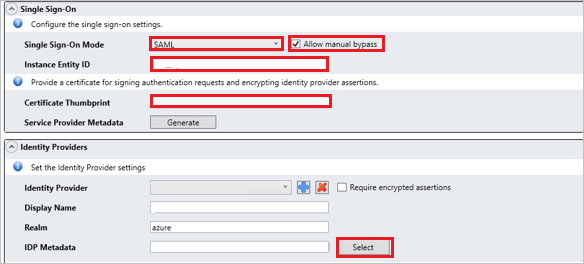 Single Sign-On
Configure the single sign-on settings.
Single Sign-On Mode SAML Allow manual bypass
Instance Entity ID
Provide a certificate for signing authentication requests and encrypting identity provider assertions.
Certificate Thumbprint
Service Provider Metadata Generate
Identity Providers
Set the Identity Provider settings
Identity Provider Require encrypted assertions
Display Name
Realm azure
IDP Metadata Select